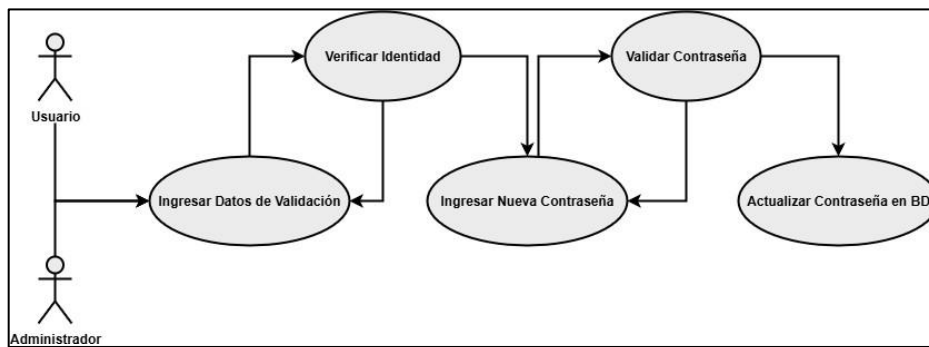 Verificar Identidad
Validar Contraseña
Usuario
Ingresar Datos de Validación
Ingresar Nueva Contraseña
Actualizar Contraseña en BD
Administrador